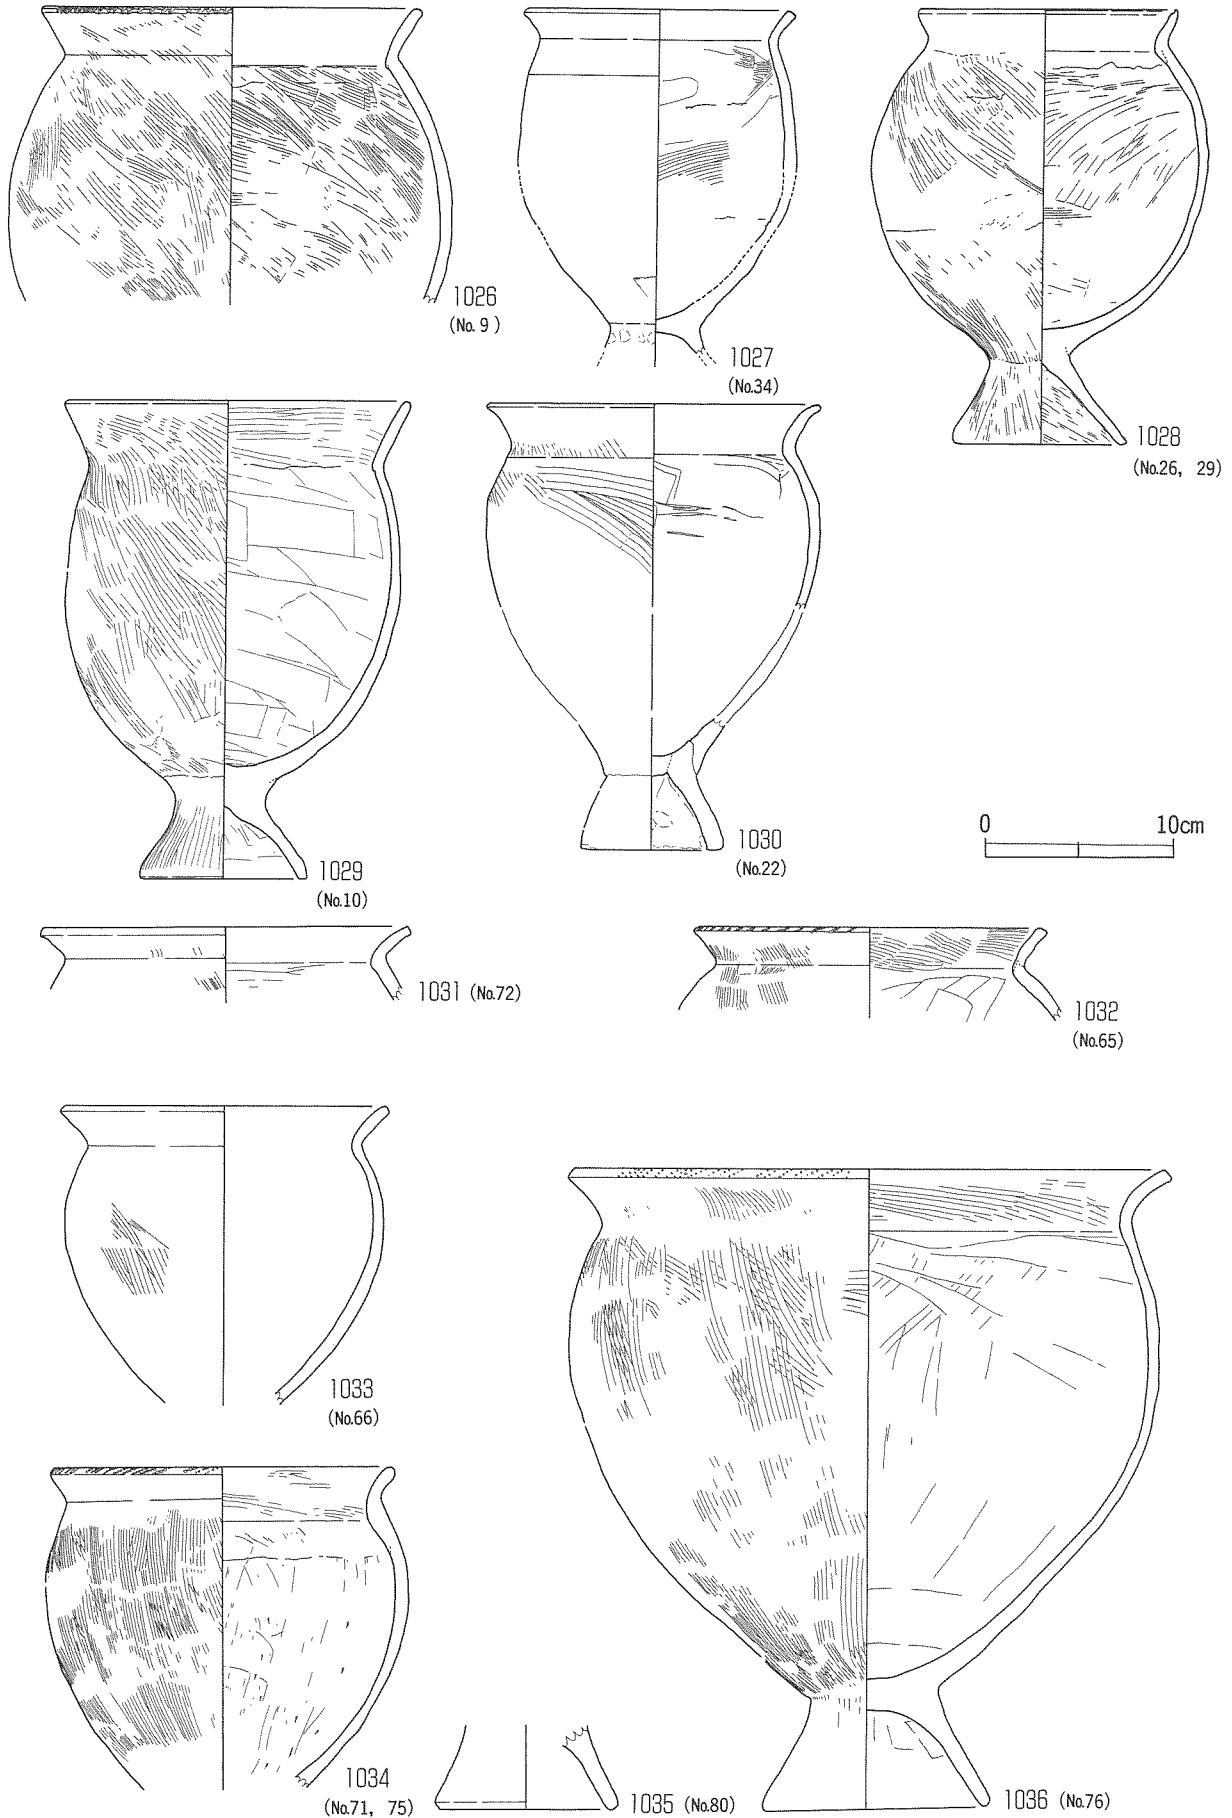 1026
(No. 9)
1027
(No.34)
1028
(No.26, 29)
1029
(No.10)
1030
(No.22)
0 10cm
1031 (No.72)
1032
(No.65)
1033
(No.66)
1034
(No.71, 75)
1035 (No.80)
1036 (No.76)